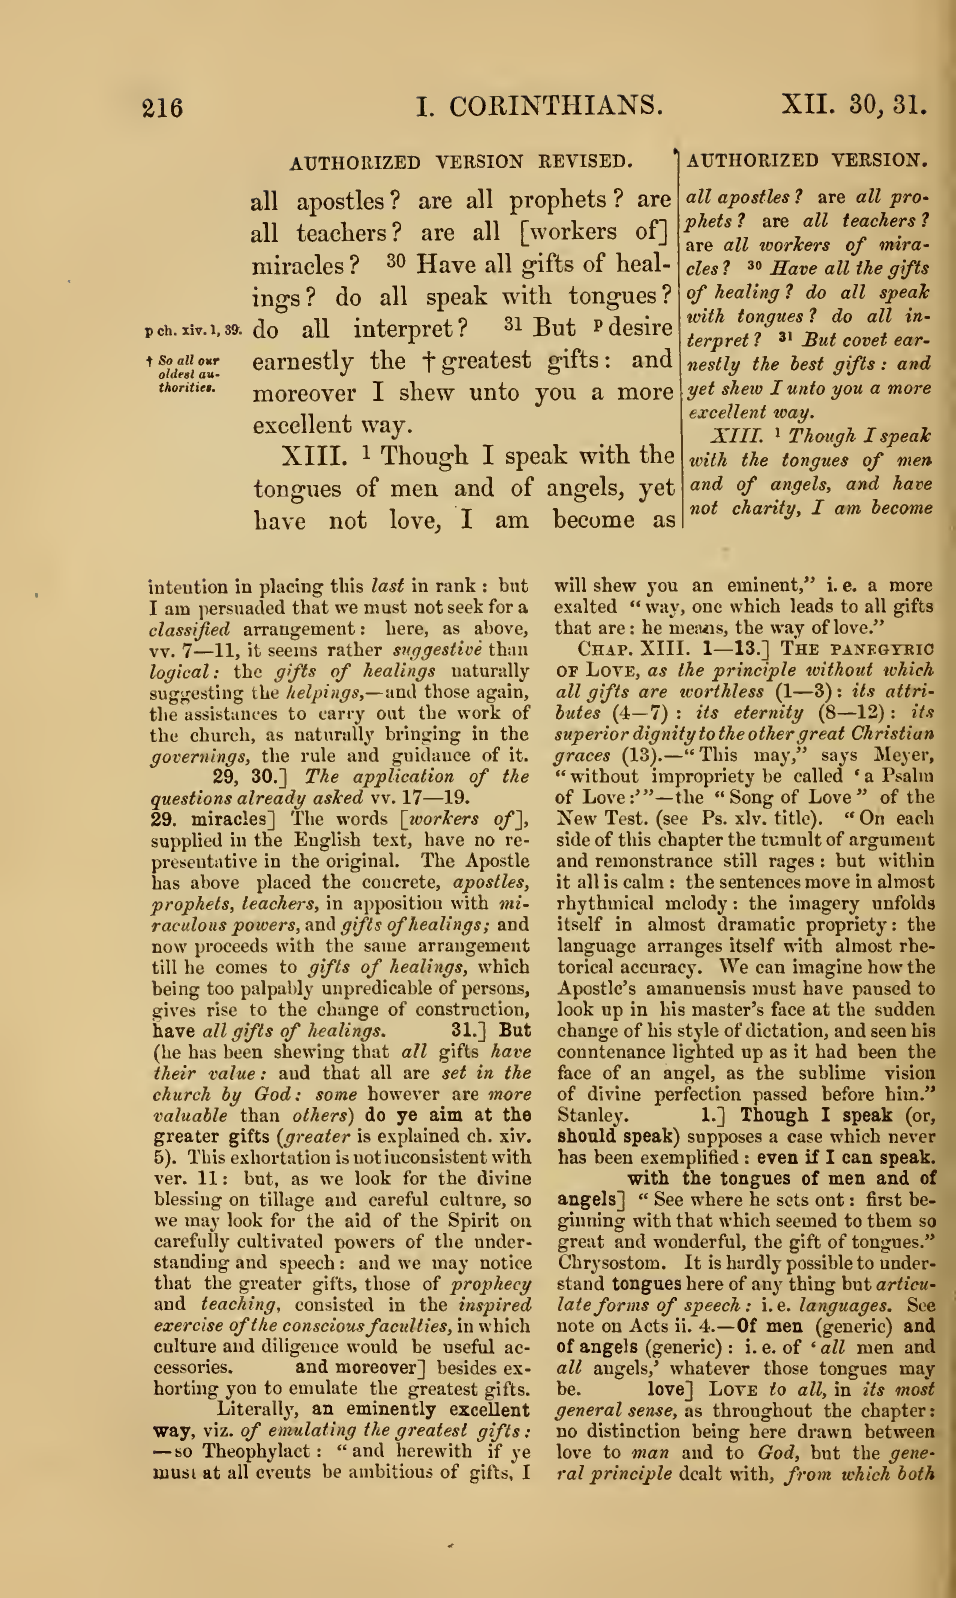 216
I. CORINTHIANS.
XII. 30, 31.
AUTHORIZED VERSION REVISED.
all apostles? are all prophets? are
all teachers? are all [workers of]
miracles? 30 Have all gifts of heal-
ings? do all speak with tongues?
p ch. xiv. 1, 39.
do all interpret? 31 But p desire
† So all our
oldest au-
thorities.
earnestly the † greatest gifts: and
moreover I shew unto you a more
excellent way.
XIII. 1 Though I speak with the
tongues of men and of angels, yet
have not love, I am become as
AUTHORIZED VERSION.
all apostles? are all pro-
phets? are all teachers?
are all workers of mira-
cles? 30 Have all the gifts
of healing? do all speak
with tongues? do all in-
terpret? 31 But covet ear-
nestly the best gifts: and
yet shew I unto you a more
excellent way.
XIII. 1 Though I speak
with the tongues of men
and of angels, and have
not charity, I am become
intention in placing this last in rank: but
I am persuaded that we must not seek for a
classified arrangement: here, as above,
vv. 7—11, it seems rather suggestive than
logical: the gifts of healings naturally
suggesting the helpings,—and those again,
the assistances to carry out the work of
the church, as naturally bringing in the
governings, the rule and guidance of it.
29, 30.] The application of the
questions already asked vv. 17—19.
29. miracles] The words [workers of],
supplied in the English text, have no re-
presentative in the original. The Apostle
has above placed the concrete, apostles,
prophets, teachers, in apposition with mi-
raculous powers, and gifts of healings; and
now proceeds with the same arrangement
till he comes to gifts of healings, which
being too palpably unpredicable of persons,
gives rise to the change of construction,
have all gifts of healings. 31.] But
(he has been shewing that all gifts have
their value: and that all are set in the
church by God: some however are more
valuable than others) do ye aim at the
greater gifts (greater is explained ch. xiv.
5). This exhortation is not inconsistent with
ver. 11: but, as we look for the divine
blessing on tillage and careful culture, so
we may look for the aid of the Spirit on
carefully cultivated powers of the under-
standing and speech: and we may notice
that the greater gifts, those of prophecy
and teaching, consisted in the inspired
exercise of the conscious faculties, in which
culture and diligence would be useful ac-
cessories. and moreover] besides ex-
horting you to emulate the greatest gifts.
Literally, an eminently excellent
way, viz. of emulating the greatest gifts:
—so Theophylact: "and herewith if ye
must at all events be ambitious of gifts, I
will shew you an eminent," i. e. a more
exalted "way, one which leads to all gifts
that are: he means, the way of love."
CHAP. XIII. 1—13.] THE PANEGYRIC
OF LOVE, as the principle without which
all gifts are worthless (1—3): its attri-
butes (4—7): its eternity (8—12): its
superior dignity to the other great Christian
graces (13).—"This may," says Meyer,
"without impropriety be called 'a Psalm
of Love:'"—the "Song of Love" of the
New Test. (see Ps. xlv. title). "On each
side of this chapter the tumult of argument
and remonstrance still rages: but within
it all is calm: the sentences move in almost
rhythmical melody: the imagery unfolds
itself in almost dramatic propriety: the
language arranges itself with almost rhe-
torical accuracy. We can imagine how the
Apostle's amanuensis must have paused to
look up in his master's face at the sudden
change of his style of dictation, and seen his
countenance lighted up as it had been the
face of an angel, as the sublime vision
of divine perfection passed before him."
Stanley. 1.] Though I speak (or,
should speak) supposes a case which never
has been exemplified: even if I can speak.
with the tongues of men and of
angels] "See where he sets out: first be-
ginning with that which seemed to them so
great and wonderful, the gift of tongues."
Chrysostom. It is hardly possible to under-
stand tongues here of any thing but articu-
late forms of speech: i. e. languages. See
note on Acts ii. 4.—Of men (generic) and
of angels (generic): i. e. of 'all men and
all angels,' whatever those tongues may
be. love] LOVE to all, in its most
general sense, as throughout the chapter:
no distinction being here drawn between
love to man and to God, but the gene-
ral principle dealt with, from which both